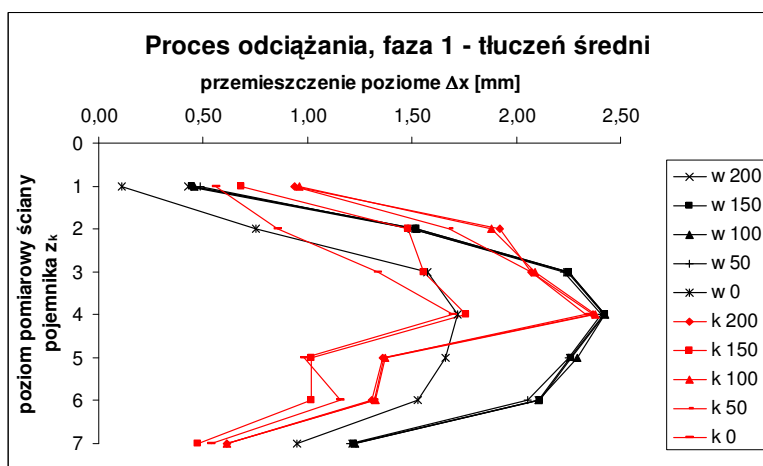 Proces odciążania, faza 1 - tłuczeń średni
przemieszczenie poziome Δx [mm]
0,00 0,50 1,00 1,50 2,00 2,50
poziom pomiarowy ściany
pojemnika zk
0
1
2
3
4
5
6
7
w 200
w 150
w 100
w 50
w 0
k 200
k 150
k 100
k 50
k 0